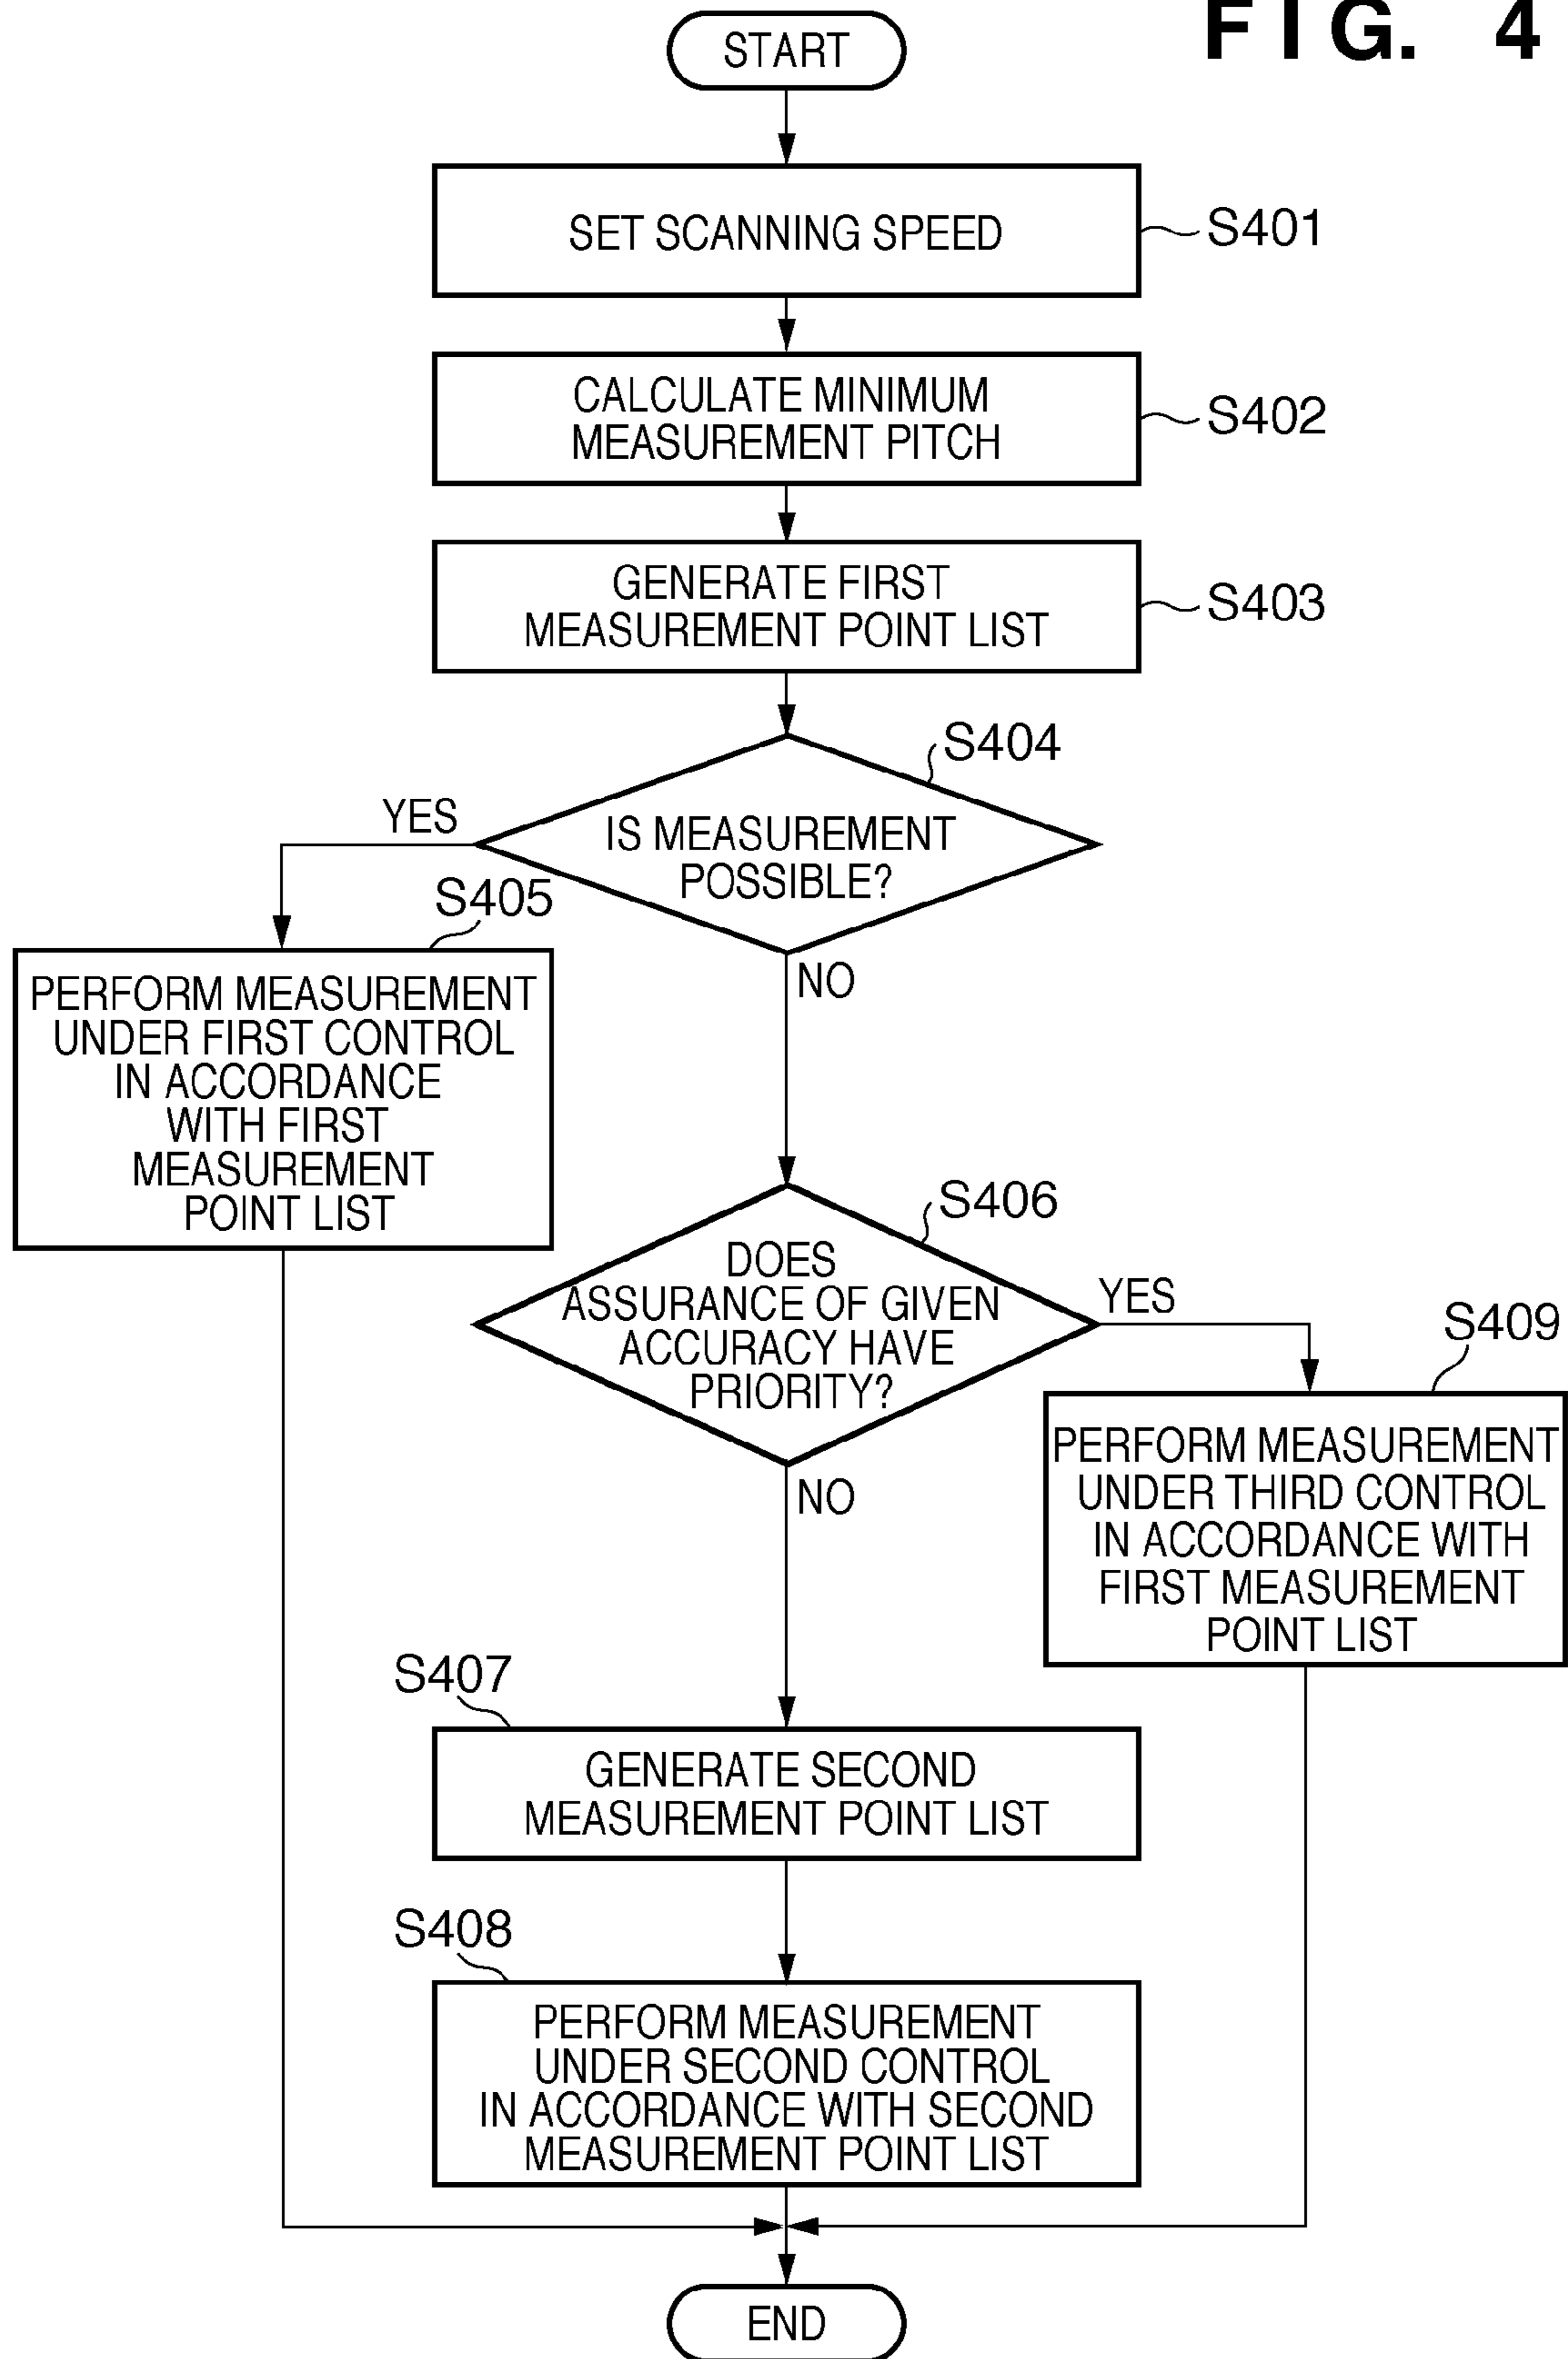 FIG. 4
START
SET SCANNING SPEED
S401
CALCULATE MINIMUM
MEASUREMENT PITCH
S402
GENERATE FIRST
MEASUREMENT POINT LIST
S403
S404
IS MEASUREMENT
POSSIBLE?
YES
NO
S405
PERFORM MEASUREMENT
UNDER FIRST CONTROL
IN ACCORDANCE
WITH FIRST
MEASUREMENT
POINT LIST
S406
DOES
ASSURANCE OF GIVEN
ACCURACY HAVE
PRIORITY?
YES
NO
S409
PERFORM MEASUREMENT
UNDER THIRD CONTROL
IN ACCORDANCE WITH
FIRST MEASUREMENT
POINT LIST
S407
GENERATE SECOND
MEASUREMENT POINT LIST
S408
PERFORM MEASUREMENT
UNDER SECOND CONTROL
IN ACCORDANCE WITH SECOND
MEASUREMENT POINT LIST
END